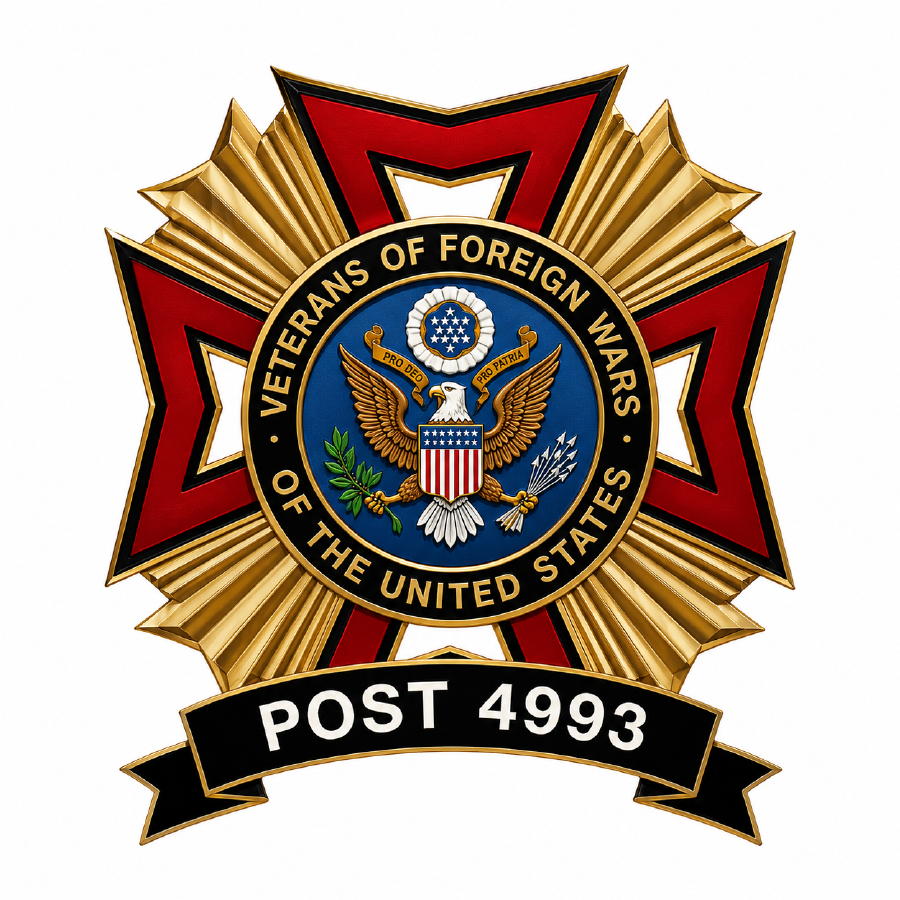 VETERANS OF FOREIGN WARS
PRO DEO
PRO PATRIA
OF THE UNITED STATES
POST 4993